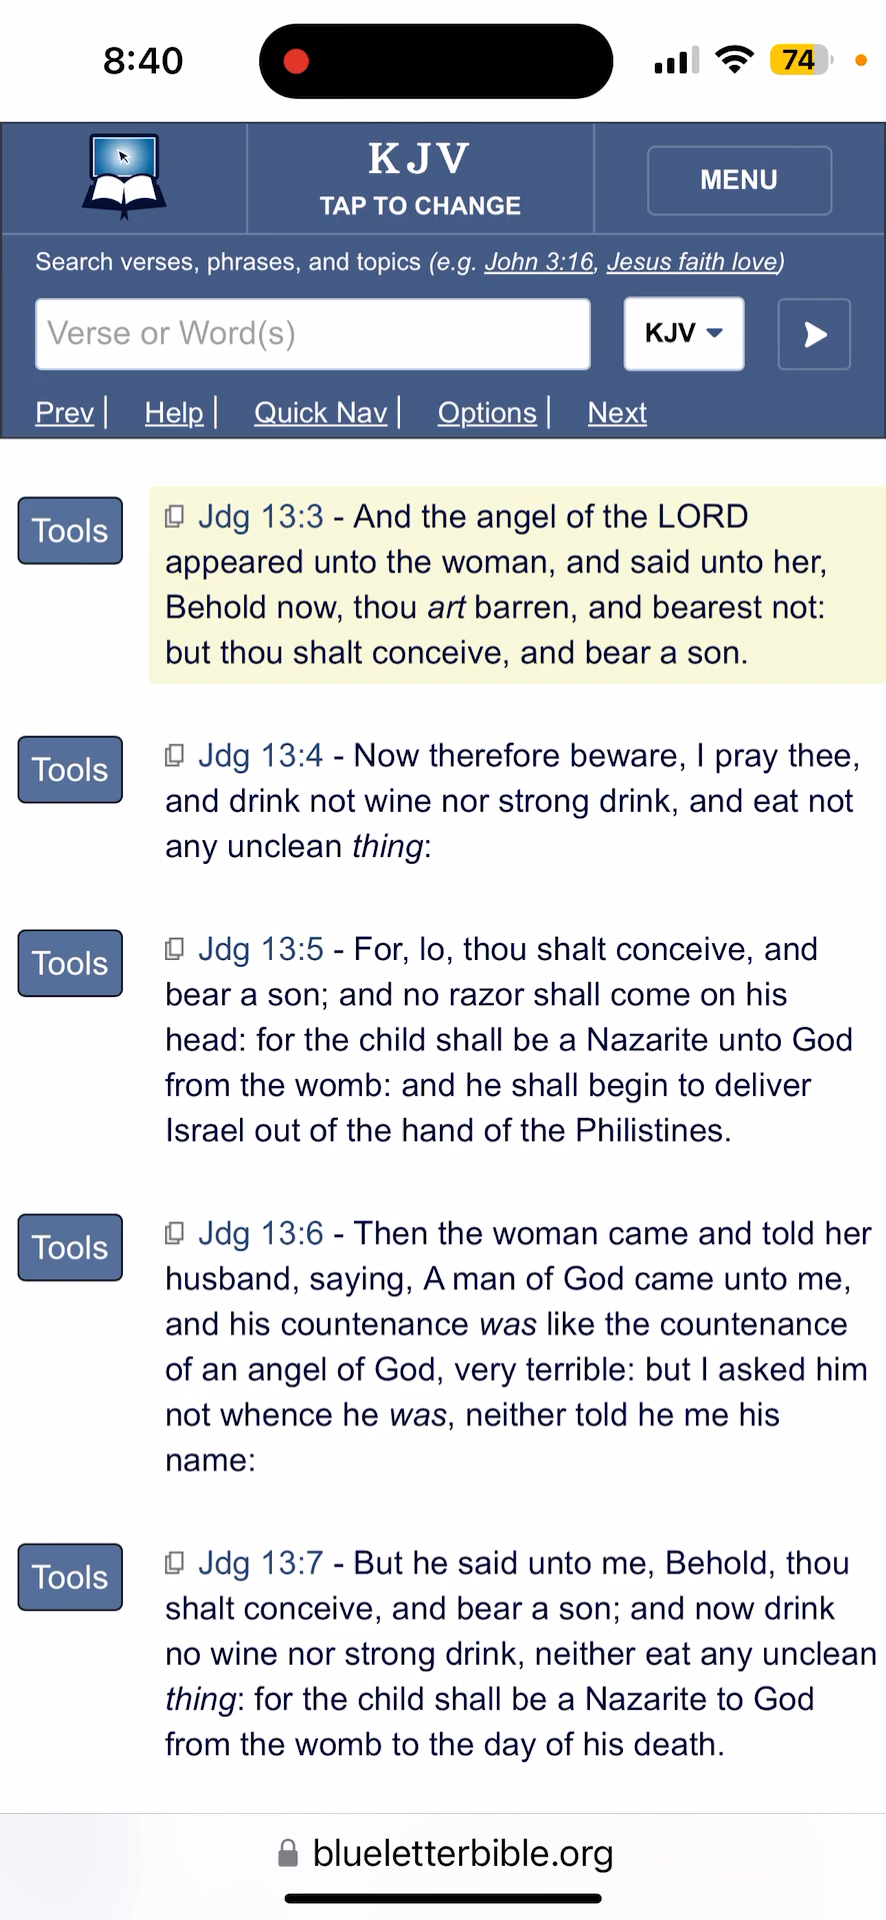 8:40
74
KJV
TAP TO CHANGE
MENU
Search verses, phrases, and topics (e.g. John 3:16, Jesus faith love)
Verse or Word(s)
KJV
Prev | Help | Quick Nav | Options | Next
Tools
Jdg 13:3 - And the angel of the LORD
appeared unto the woman, and said unto her,
Behold now, thou art barren, and bearest not:
but thou shalt conceive, and bear a son.
Tools
Jdg 13:4 - Now therefore beware, I pray thee,
and drink not wine nor strong drink, and eat not
any unclean thing:
Tools
Jdg 13:5 - For, lo, thou shalt conceive, and
bear a son; and no razor shall come on his
head: for the child shall be a Nazarite unto God
from the womb: and he shall begin to deliver
Israel out of the hand of the Philistines.
Tools
Jdg 13:6 - Then the woman came and told her
husband, saying, A man of God came unto me,
and his countenance was like the countenance
of an angel of God, very terrible: but I asked him
not whence he was, neither told he me his
name:
Tools
Jdg 13:7 - But he said unto me, Behold, thou
shalt conceive, and bear a son; and now drink
no wine nor strong drink, neither eat any unclean
thing: for the child shall be a Nazarite to God
from the womb to the day of his death.
blueletterbible.org